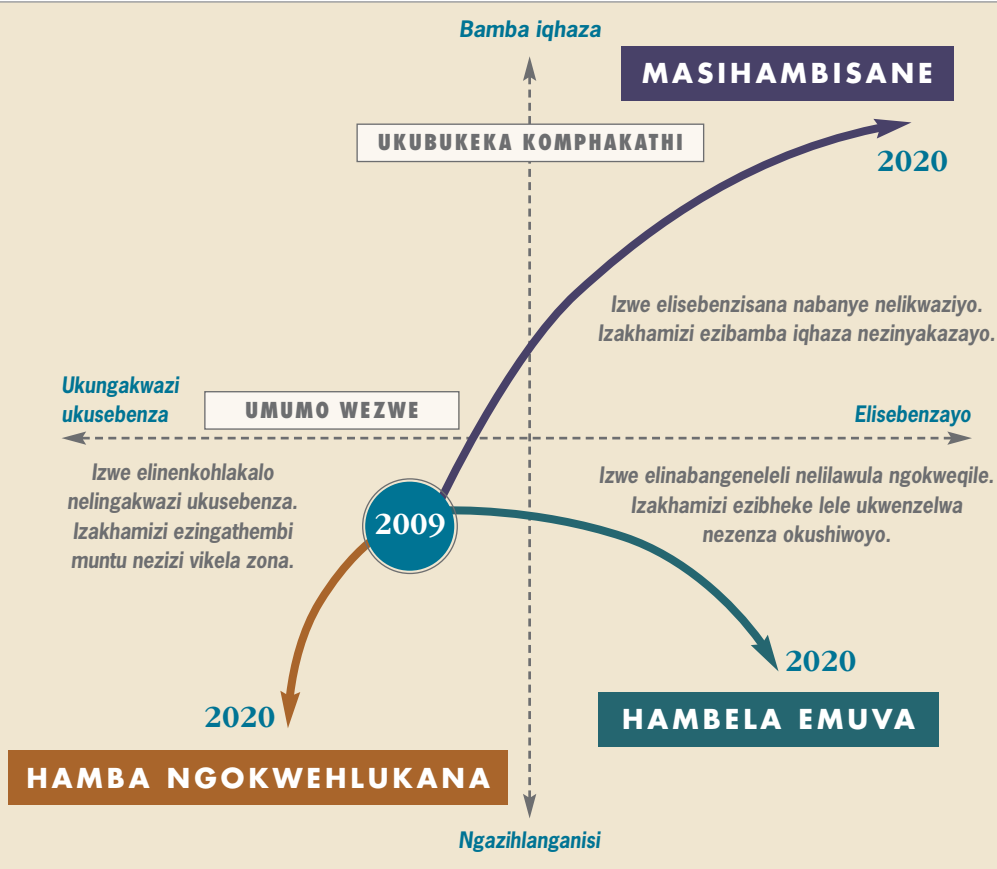 Bamba iqhaza
MASIHAMBISANE
UKUBUKEKA KOMPHAKATHI
2020
Izwe elisebenzisana nabanye nelikwaziyo.
Izakhamizi ezibamba iqhaza nezinyakazayo.
Ukungakwazi
ukusebenza
UMUMO WEZWE
Elisebenzayo
Izwe elinenkohlakalo
nelingakwazi ukusebenza.
Izakhamizi ezingathembi
muntu nezizi vikela zona.
2009
Izwe elinabangeneleli nelilawula ngokweqile.
Izakhamizi ezibheke lele ukwenzelwa
nezenza okushiwoyo.
2020
HAMBELA EMUVA
2020
HAMBA NGOKWEHLUKANA
Ngazihlanganisi